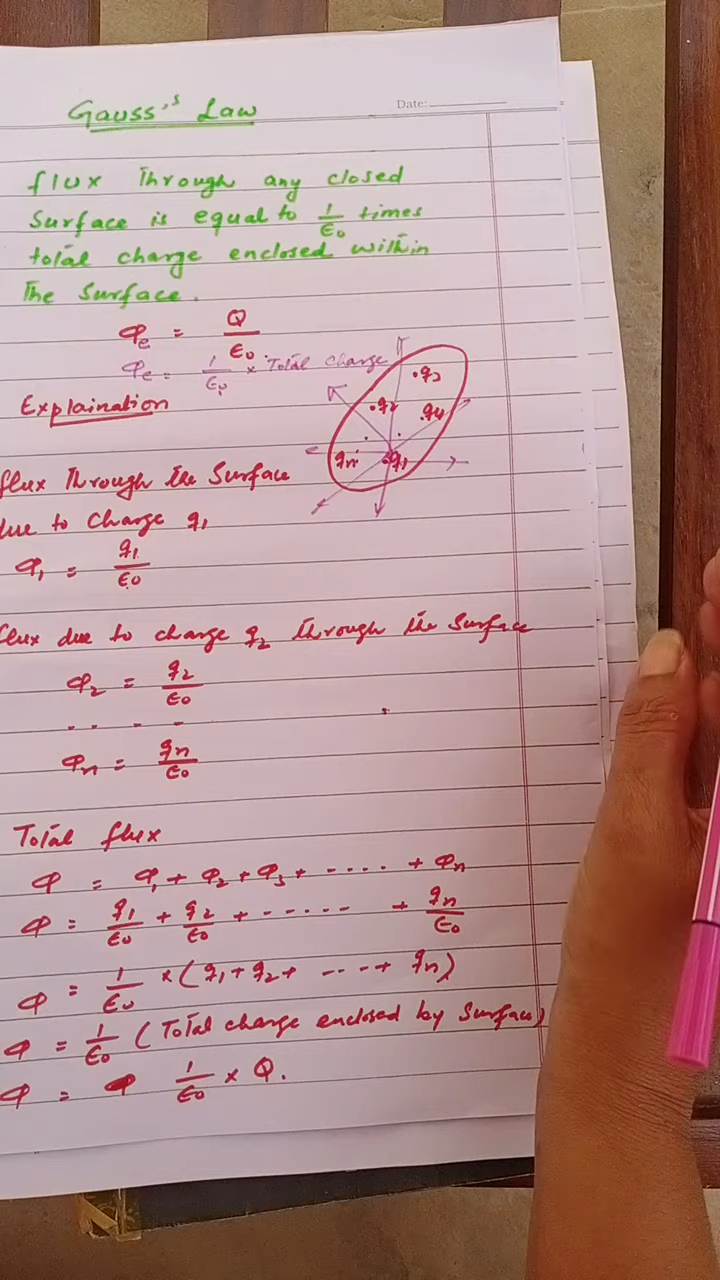 Gauss's Law
Date:
flux Through any closed
Surface is equal to 1/ε0 times
total charge enclosed within
The Surface.
φe = Q/ε0
φe = 1/ε0 × Total charge
Explaination
.q3
.q2
q4
qn
q1
flux Through the Surface
due to Charge q1
φ1 = q1/ε0
flux due to charge q2 Through the Surface
φ2 = q2/ε0
- - - -
φn = qn/ε0
Total flux
φ = φ1 + φ2 + φ3 + ..... + φn
φ = q1/ε0 + q2/ε0 + ------ + qn/ε0
φ = 1/ε0 × (q1 + q2 + ---- + qn)
φ = 1/ε0 (Total charge enclosed by Surface)
φ = 1/ε0 × Q.